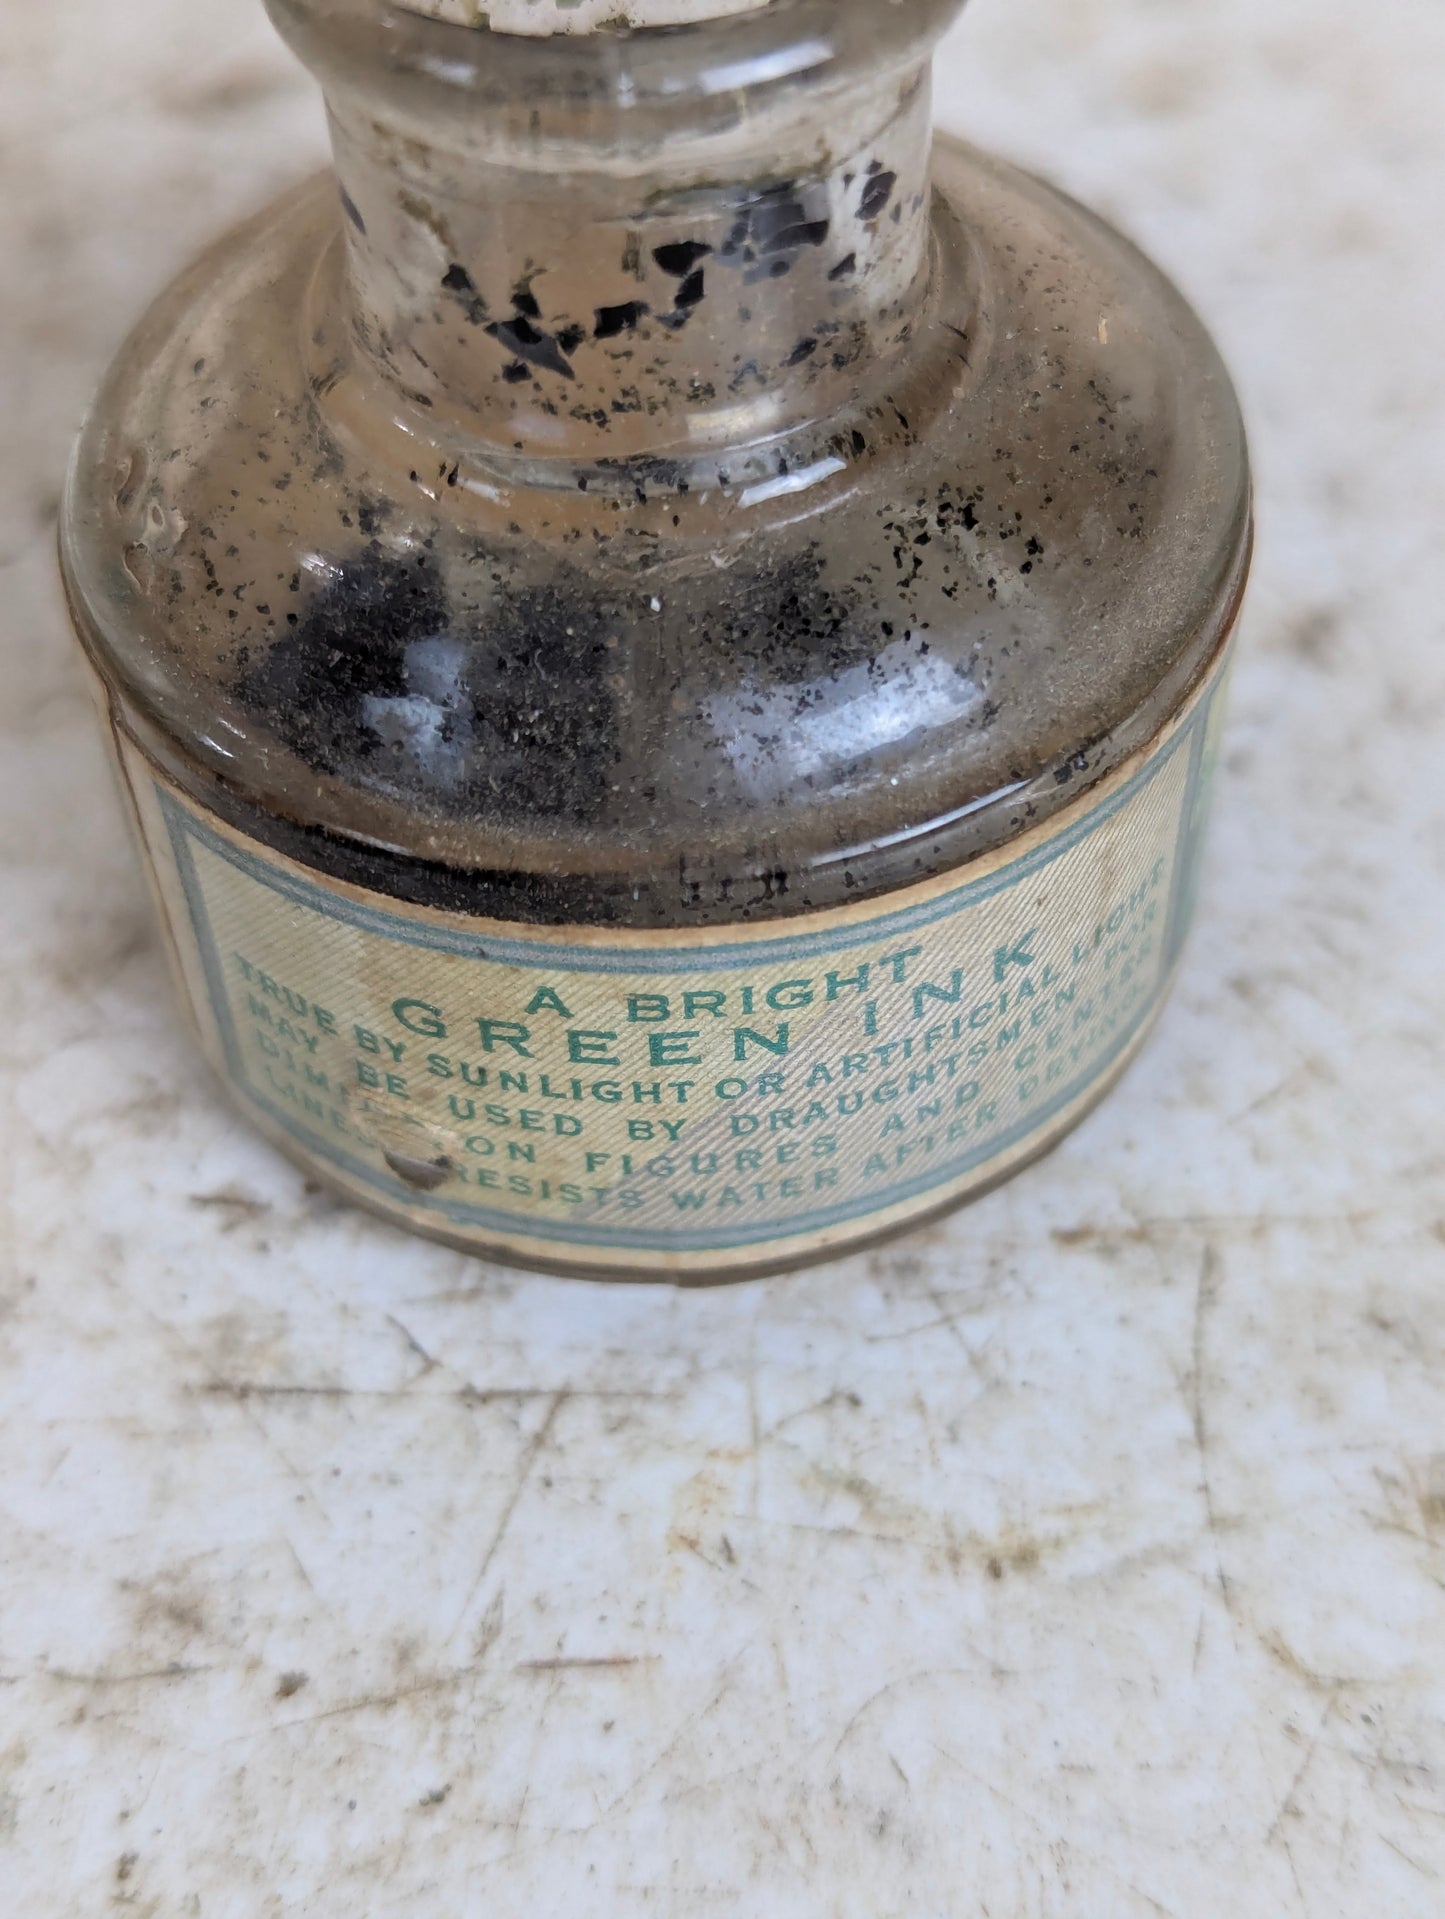 A BRIGHT
GREEN INK
TRUE BY SUNLIGHT OR ARTIFICIAL LIGHT
MAY BE USED BY DRAUGHTSMEN FOR
FIGURES AND CENTER
LINES RESISTS WATER AFTER DRYING